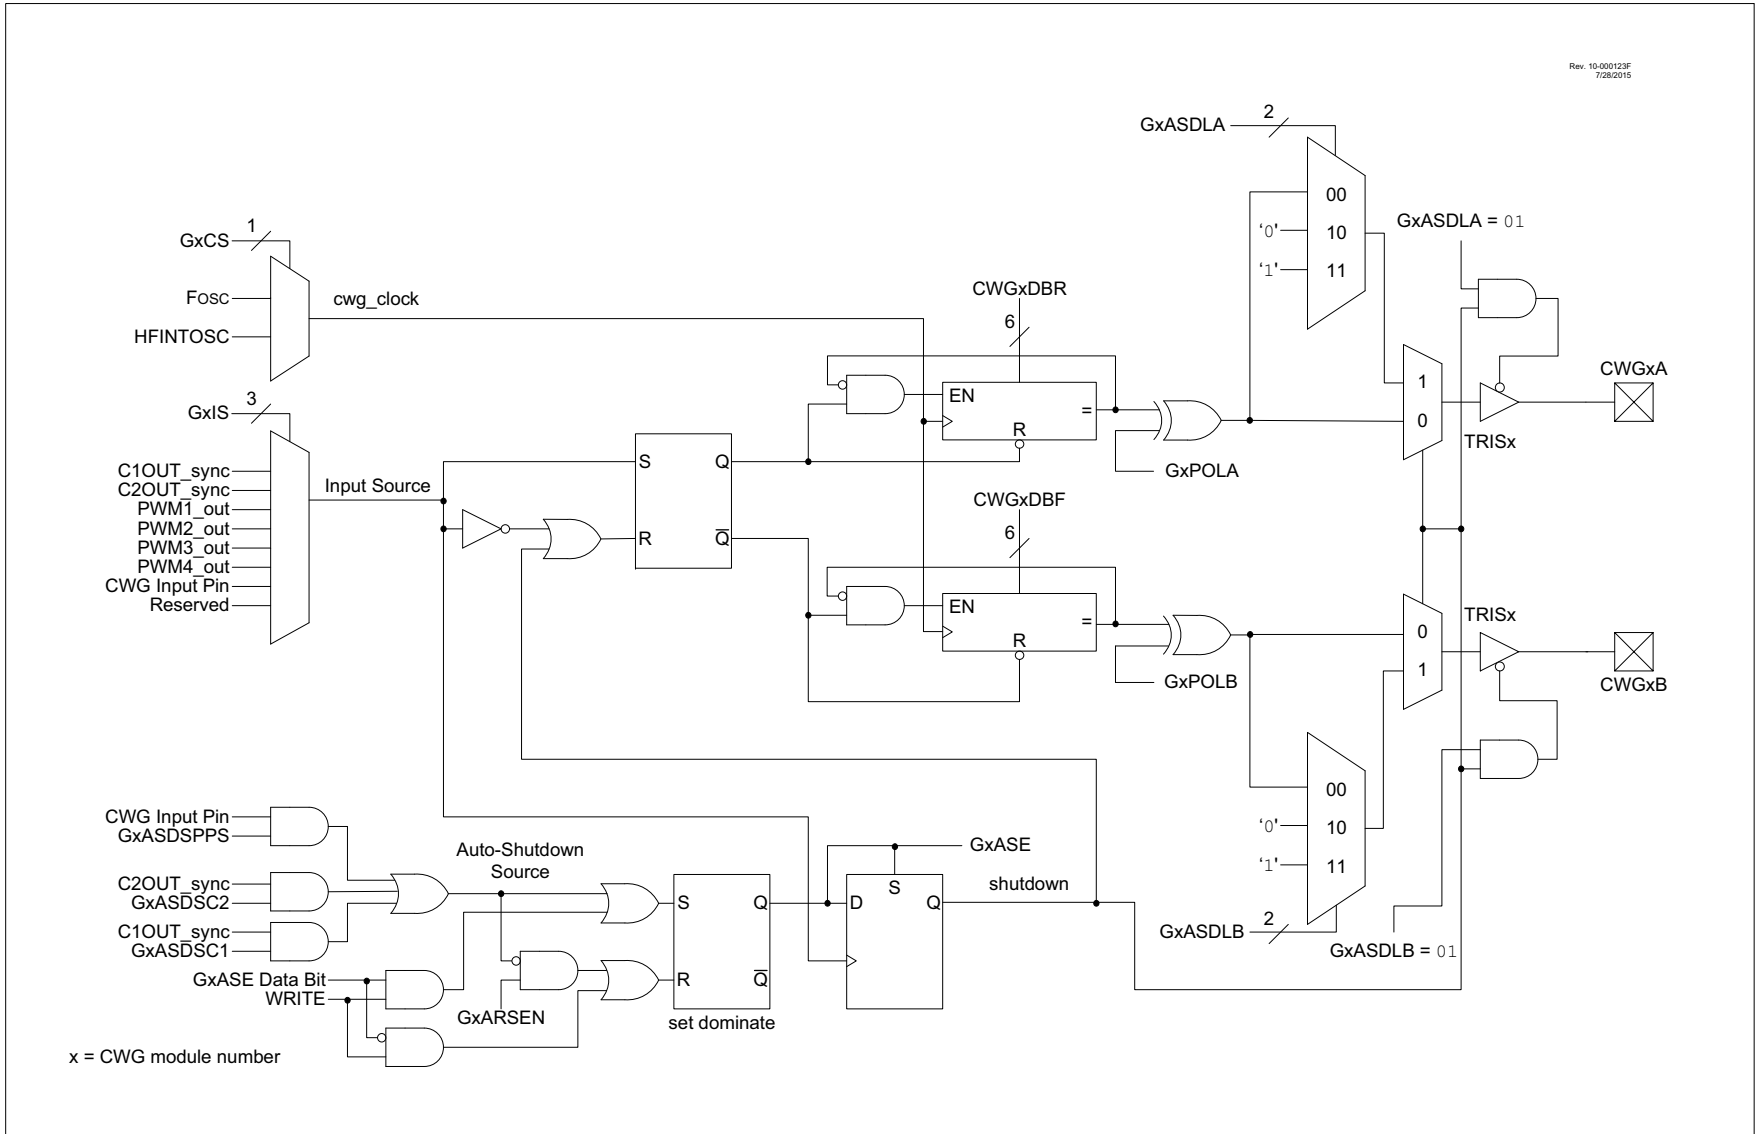 Rev. 10-000123F
7/28/2015
GxASDLA
2
00
'0'
10
'1'
11
GxASDLA = 01
GxCS
1
FOSC
HFINTOSC
cwg_clock
GxIS
3
C1OUT_sync
C2OUT_sync
PWM1_out
PWM2_out
PWM3_out
PWM4_out
CWG Input Pin
Reserved
Input Source
S
Q
R
Q
CWGxDBR
6
EN
=
R
GxPOLA
1
0
TRISx
CWGxA
CWGxDBF
6
EN
=
R
GxPOLB
0
1
TRISx
CWGxB
00
'0'
10
'1'
11
GxASDLB
2
GxASDLB = 01
CWG Input Pin
GxASDSPPS
C2OUT_sync
GxASDSC2
C1OUT_sync
GxASDSC1
GxASE Data Bit
WRITE
Auto-Shutdown
Source
GxARSEN
S
Q
R
Q
set dominate
GxASE
S
D
Q
shutdown
x = CWG module number